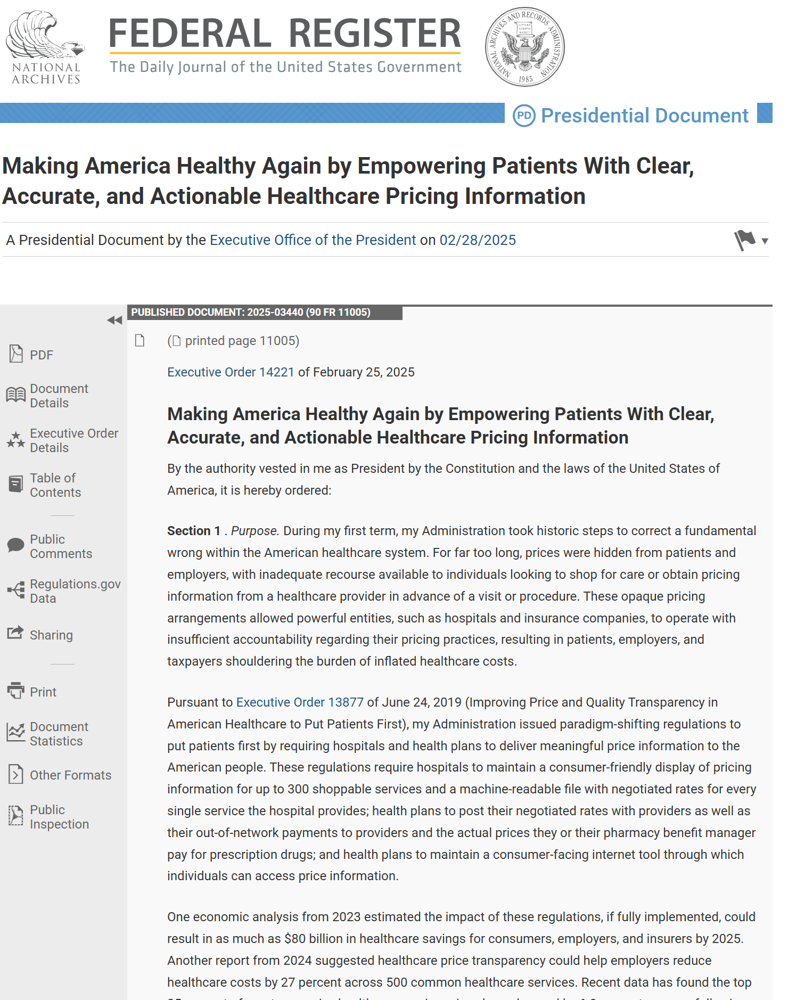 NATIONAL
ARCHIVES
FEDERAL REGISTER
The Daily Journal of the United States Government
NATIONAL ARCHIVES AND RECORDS ADMINISTRATION
LITTERA
SCRIPTA
MANET
1985
PD Presidential Document
Making America Healthy Again by Empowering Patients With Clear,
Accurate, and Actionable Healthcare Pricing Information
A Presidential Document by the Executive Office of the President on 02/28/2025
PDF
Document
Details
Executive Order
Details
Table of
Contents
Public
Comments
Regulations.gov
Data
Sharing
Print
Document
Statistics
Other Formats
Public
Inspection
PUBLISHED DOCUMENT: 2025-03440 (90 FR 11005)
( printed page 11005)
Executive Order 14221 of February 25, 2025
Making America Healthy Again by Empowering Patients With Clear,
Accurate, and Actionable Healthcare Pricing Information
By the authority vested in me as President by the Constitution and the laws of the United States of
America, it is hereby ordered:
Section 1 . Purpose. During my first term, my Administration took historic steps to correct a fundamental
wrong within the American healthcare system. For far too long, prices were hidden from patients and
employers, with inadequate recourse available to individuals looking to shop for care or obtain pricing
information from a healthcare provider in advance of a visit or procedure. These opaque pricing
arrangements allowed powerful entities, such as hospitals and insurance companies, to operate with
insufficient accountability regarding their pricing practices, resulting in patients, employers, and
taxpayers shouldering the burden of inflated healthcare costs.
Pursuant to Executive Order 13877 of June 24, 2019 (Improving Price and Quality Transparency in
American Healthcare to Put Patients First), my Administration issued paradigm-shifting regulations to
put patients first by requiring hospitals and health plans to deliver meaningful price information to the
American people. These regulations require hospitals to maintain a consumer-friendly display of pricing
information for up to 300 shoppable services and a machine-readable file with negotiated rates for every
single service the hospital provides; health plans to post their negotiated rates with providers as well as
their out-of-network payments to providers and the actual prices they or their pharmacy benefit manager
pay for prescription drugs; and health plans to maintain a consumer-facing internet tool through which
individuals can access price information.
One economic analysis from 2023 estimated the impact of these regulations, if fully implemented, could
result in as much as $80 billion in healthcare savings for consumers, employers, and insurers by 2025.
Another report from 2024 suggested healthcare price transparency could help employers reduce
healthcare costs by 27 percent across 500 common healthcare services. Recent data has found the top